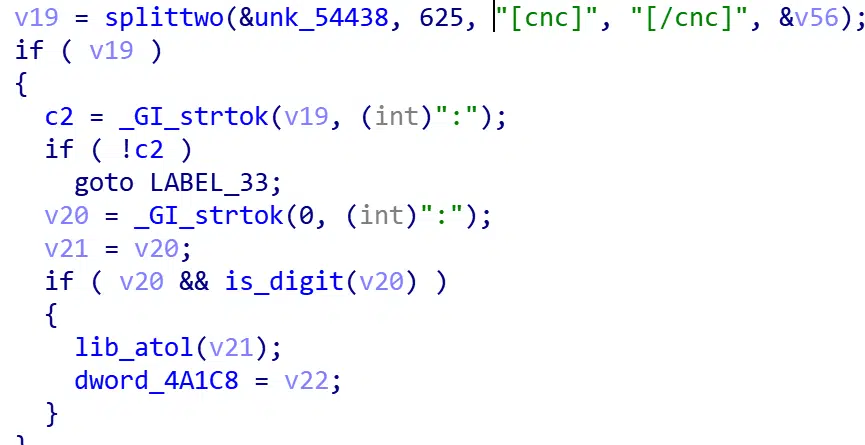 v19 = splittwo(&unk_54438, 625, "[cnc]", "[/cnc]", &v56);
if ( v19 )
{
c2 = _GI_strtok(v19, (int)":");
if ( !c2 )
goto LABEL_33;
v20 = _GI_strtok(0, (int)":");
v21 = v20;
if ( v20 && is_digit(v20) )
{
lib_atol(v21);
dword_4A1C8 = v22;
}
}